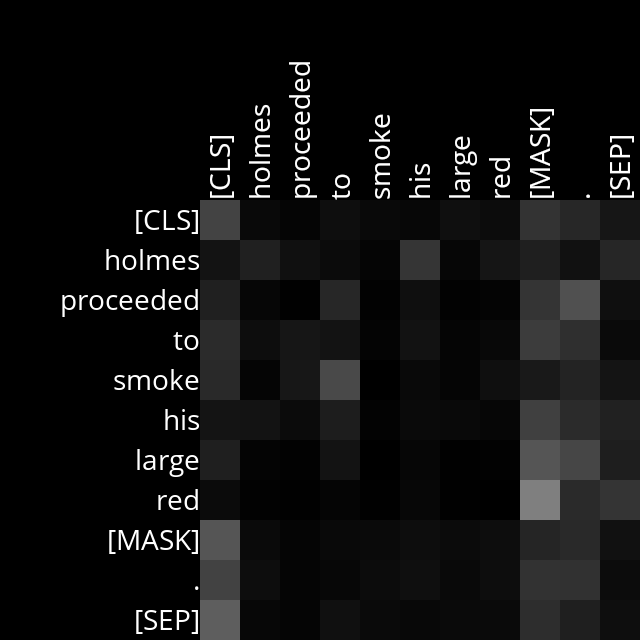 [CLS]
holmes
proceeded
to
smoke
his
large
red
[MASK]
.
[SEP]
[CLS]
holmes
proceeded
to
smoke
his
large
red
[MASK]
.
[SEP]